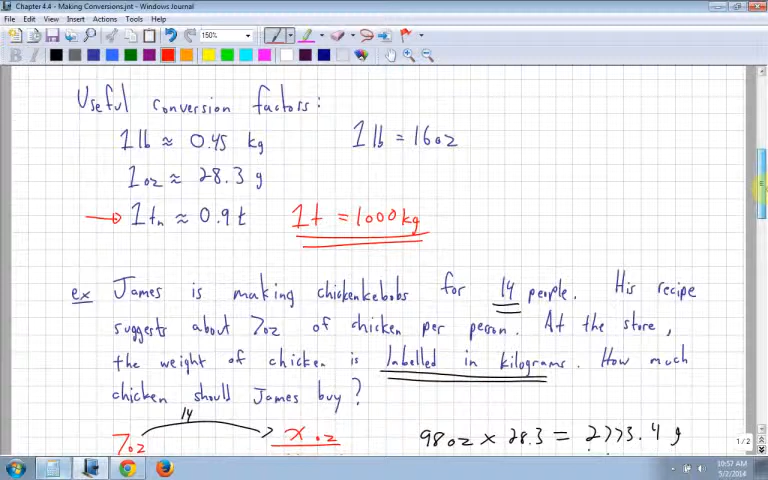 Chapter 4.4 - Making Conversions.jnt - Windows Journal
File Edit View Insert Actions Tools Help
150%
B I
Useful conversion factors:
1 lb ≈ 0.45 kg 1 lb = 16 oz
1 oz ≈ 28.3 g
→ 1 tn ≈ 0.9 t 1 t = 1000 kg
ex James is making chicken kebobs for 14 people. His recipe
suggests about 7oz of chicken per person. At the store,
the weight of chicken is labelled in kilograms. How much
chicken should James buy?
14
7oz x oz 98 oz × 28.3 = 2773.4 g
1 / 2
10:57 AM
5/2/2014